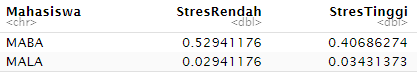 Mahasiswa StresRendah StresTinggi
<chr> <dbl> <dbl>
MABA 0.52941176 0.40686274
MALA 0.02941176 0.03431373